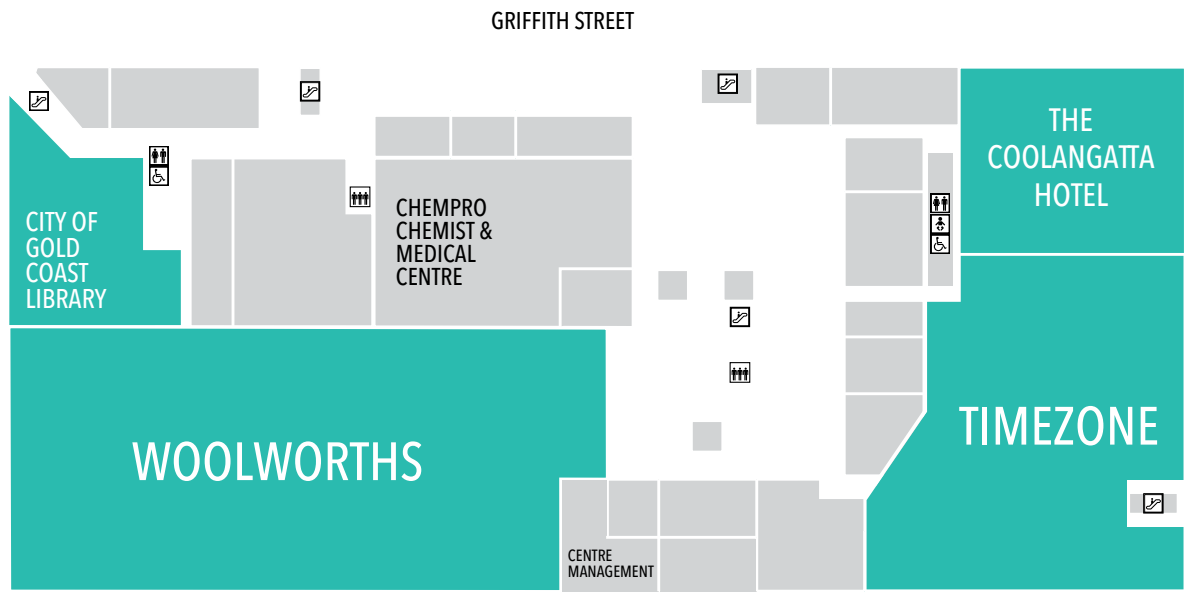 GRIFFITH STREET
THE
COOLANGATTA
HOTEL
CITY OF
GOLD
COAST
LIBRARY
CHEMPRO
CHEMIST &
MEDICAL
CENTRE
WOOLWORTHS
TIMEZONE
CENTRE
MANAGEMENT